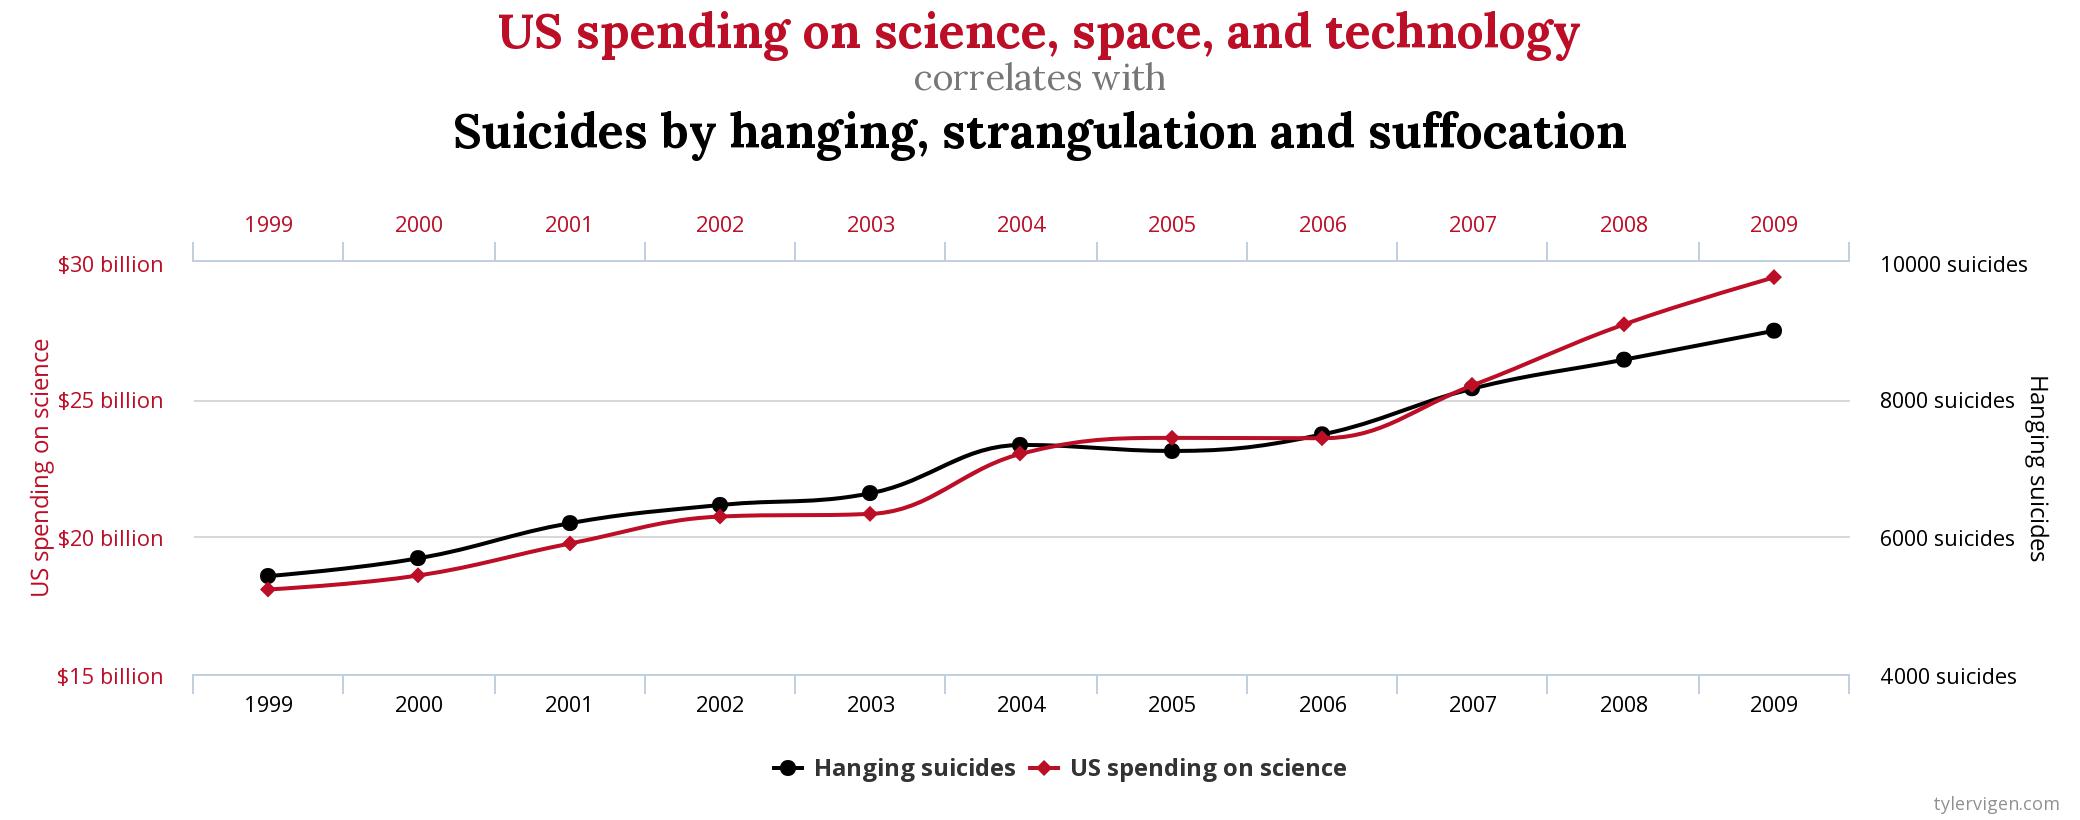 US spending on science, space, and technology
correlates with
Suicides by hanging, strangulation and suffocation
1999 2000 2001 2002 2003 2004 2005 2006 2007 2008 2009
$30 billion
10000 suicides
$25 billion
8000 suicides
$20 billion
6000 suicides
$15 billion
4000 suicides
US spending on science
Hanging suicides
1999 2000 2001 2002 2003 2004 2005 2006 2007 2008 2009
Hanging suicides US spending on science
tylervigen.com